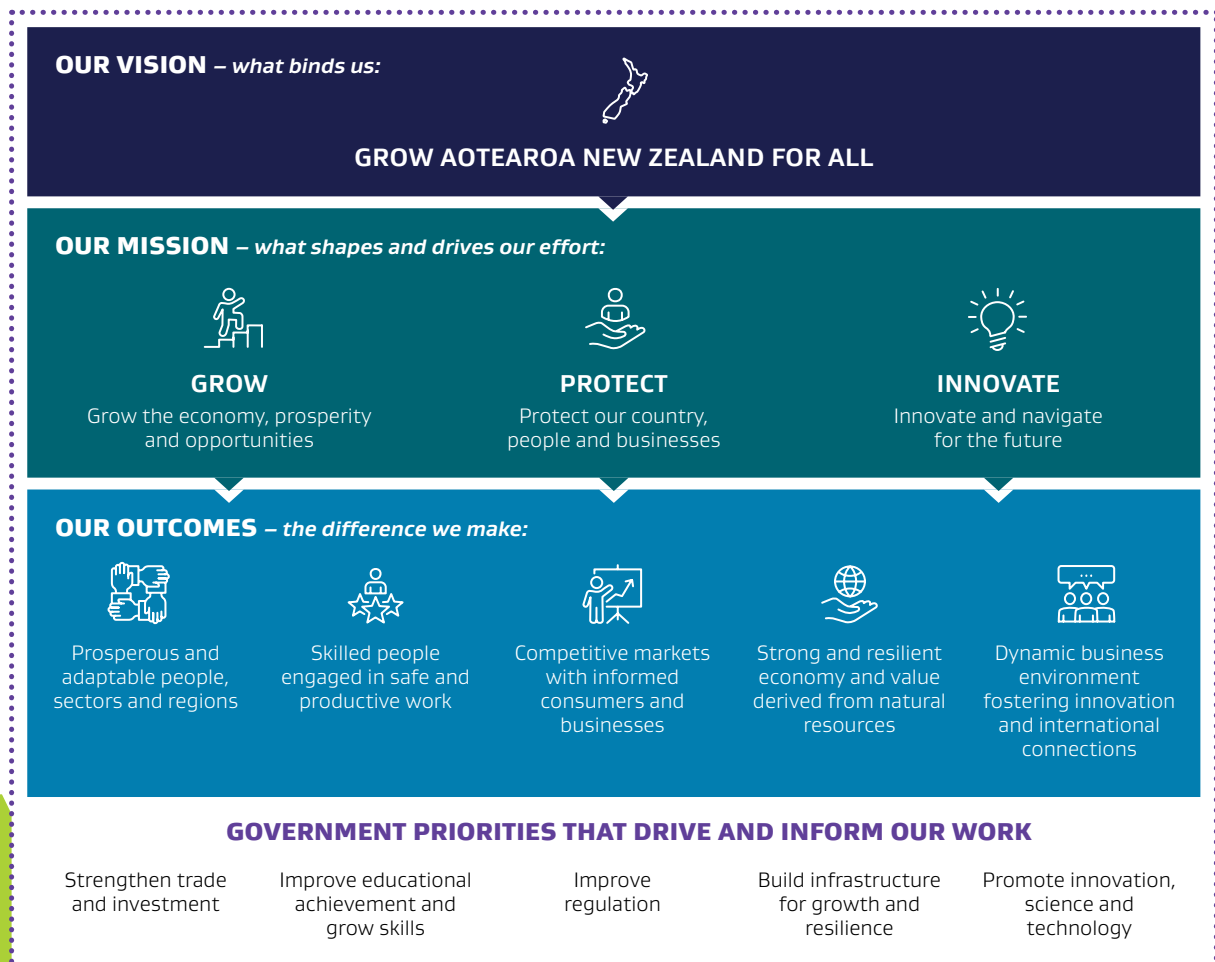 OUR VISION – what binds us:
GROW AOTEAROA NEW ZEALAND FOR ALL
OUR MISSION – what shapes and drives our effort:
GROW
Grow the economy, prosperity
and opportunities
PROTECT
Protect our country,
people and businesses
INNOVATE
Innovate and navigate
for the future
OUR OUTCOMES – the difference we make:
Prosperous and
adaptable people,
sectors and regions
Skilled people
engaged in safe and
productive work
Competitive markets
with informed
consumers and
businesses
Strong and resilient
economy and value
derived from natural
resources
Dynamic business
environment
fostering innovation
and international
connections
GOVERNMENT PRIORITIES THAT DRIVE AND INFORM OUR WORK
Strengthen trade
and investment
Improve educational
achievement and
grow skills
Improve
regulation
Build infrastructure
for growth and
resilience
Promote innovation,
science and
technology